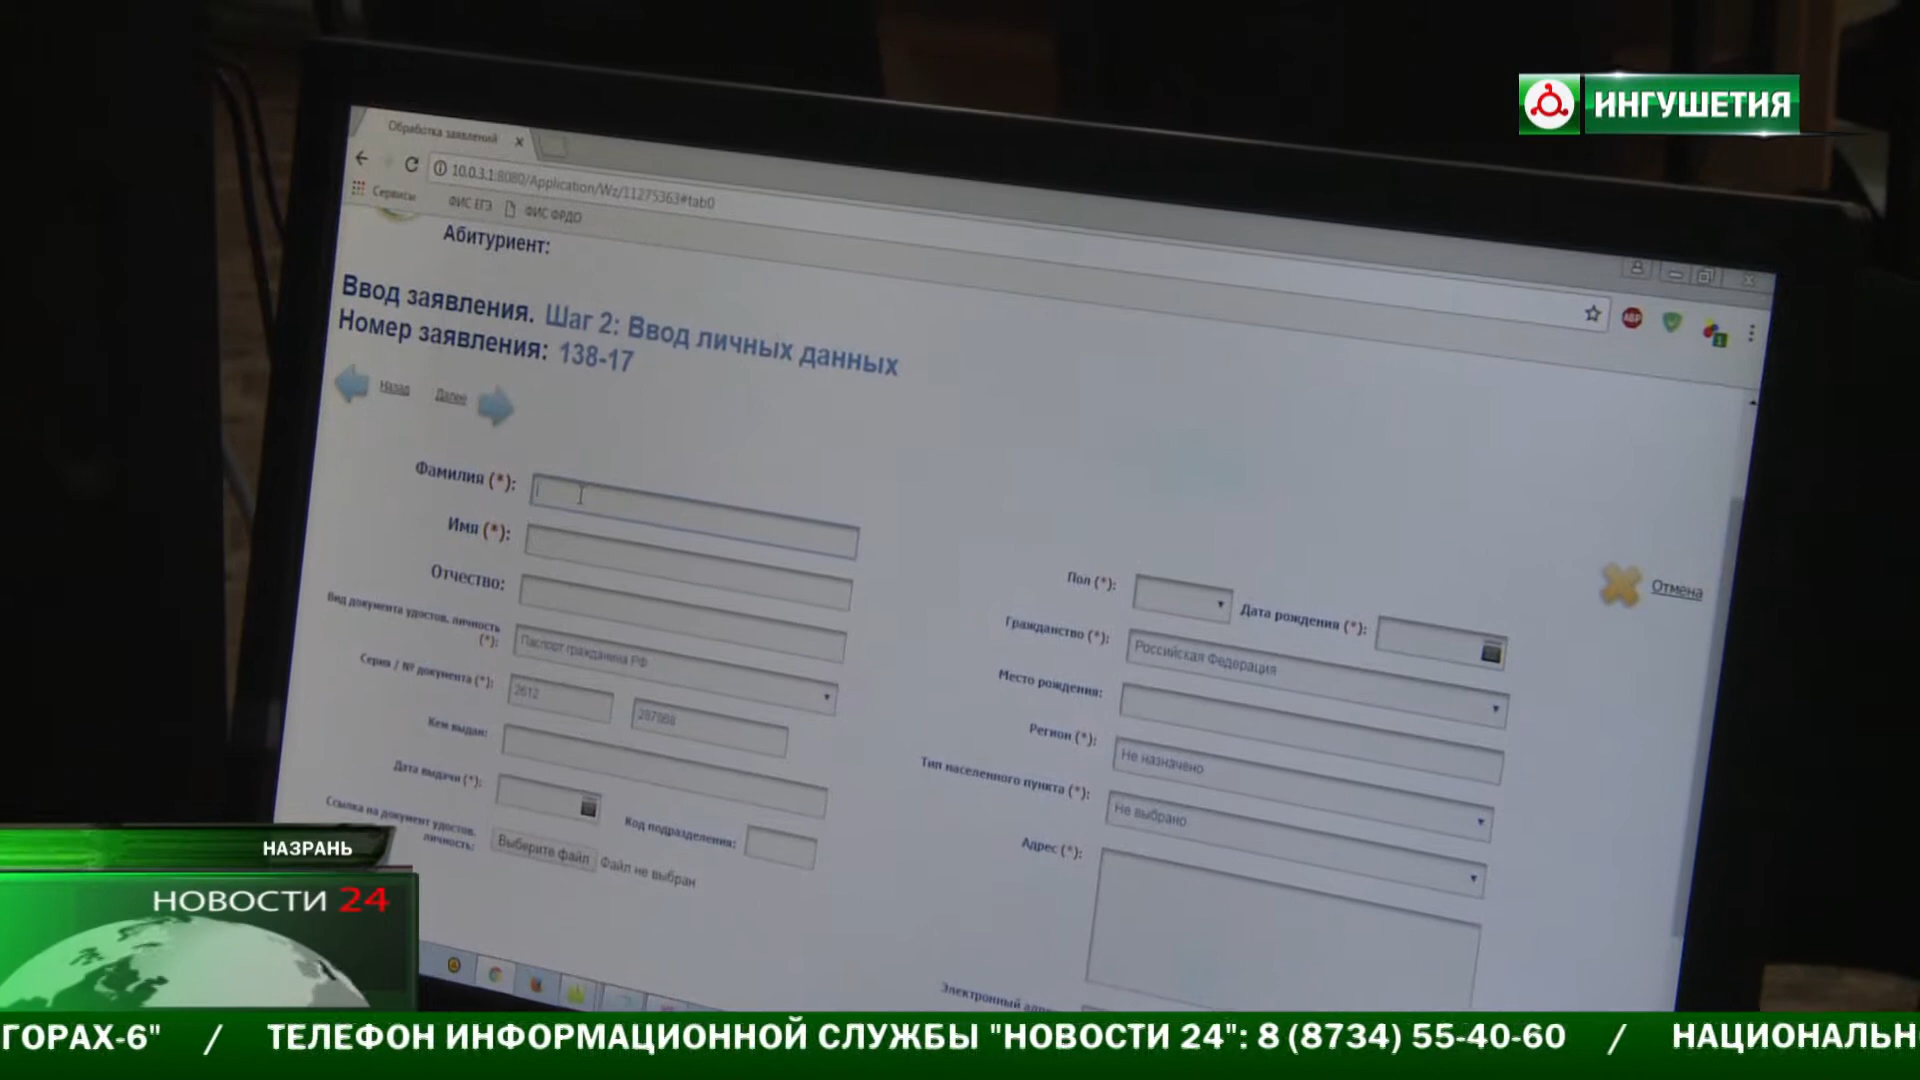 ИНГУШЕТИЯ
Обработка заявлений
10.0.3.1:8080/Application/Wz/11275363#tab0
Сервисы ФИС ЕГЭ ФИС ФРДО
Абитуриент:
Ввод заявления. Шаг 2: Ввод личных данных
Номер заявления: 138-17
Назад Далее
Отмена
Фамилия (*):
Имя (*):
Отчество:
Вид документа удостов. личность (*): Паспорт гражданина РФ
Серия / № документа (*): 2612
Кем выдан:
Дата выдачи (*): Код подразделения:
Ссылка на документ удостов. личность: Выберите файл Файл не выбран
Пол (*): Дата рождения (*):
Гражданство (*): Российская Федерация
Место рождения:
Регион (*): Не назначено
Тип населенного пункта (*): Не выбрано
Адрес (*):
Электронный
НАЗРАНЬ
НОВОСТИ 24
ГОРАХ-6" / ТЕЛЕФОН ИНФОРМАЦИОННОЙ СЛУЖБЫ "НОВОСТИ 24": 8 (8734) 55-40-60 / НАЦИОНАЛЬН